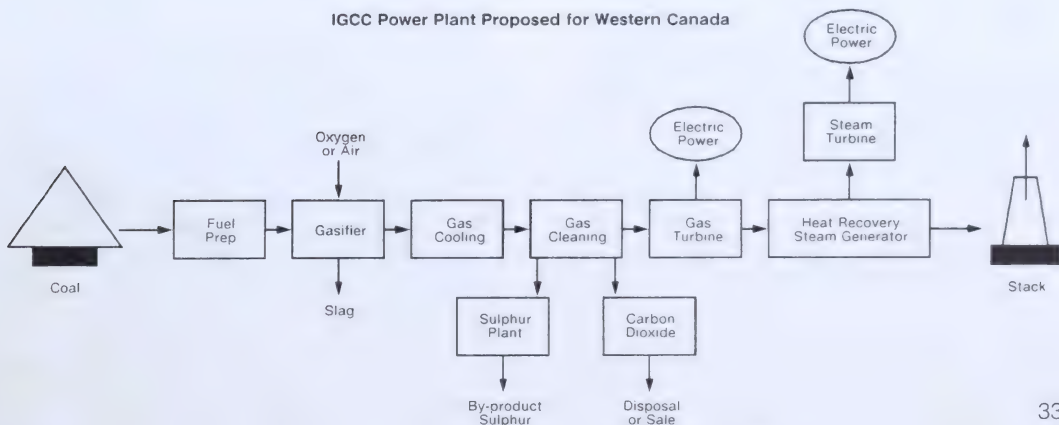 IGCC Power Plant Proposed for Western Canada
Electric
Power
Steam
Turbine
Electric
Power
Oxygen
or Air
Coal
Fuel
Prep
Gasifier
Slag
Gas
Cooling
Gas
Cleaning
Gas
Turbine
Heat Recovery
Steam Generator
Stack
Sulphur
Plant
Carbon
Dioxide
By-product
Sulphur
Disposal
or Sale
33